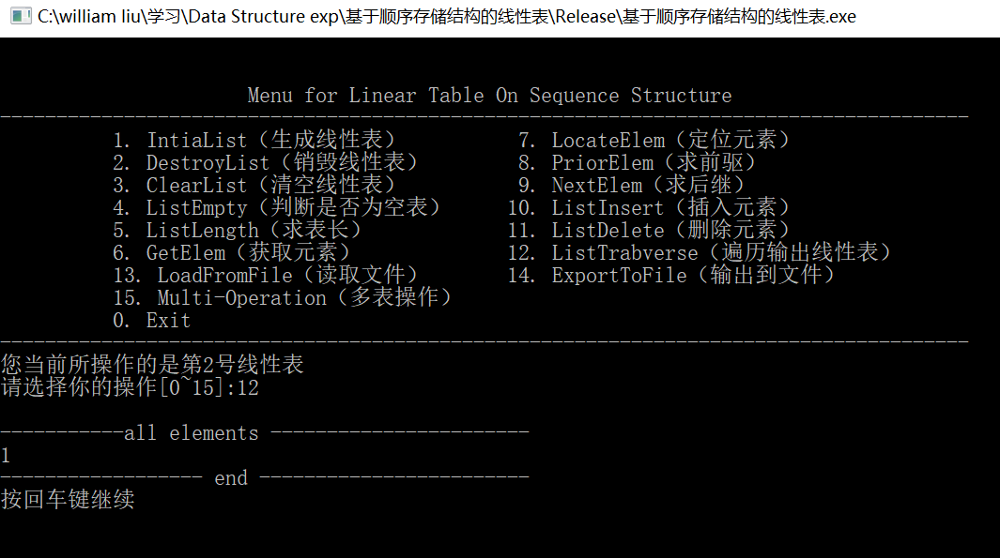 C:\william liu\学习\Data Structure exp\基于顺序存储结构的线性表\Release\基于顺序存储结构的线性表.exe
Menu for Linear Table On Sequence Structure
--------------------------------------------------------------------------------------
1. IntiaList（生成线性表） 7. LocateElem（定位元素）
2. DestroyList（销毁线性表） 8. PriorElem（求前驱）
3. ClearList（清空线性表） 9. NextElem（求后继）
4. ListEmpty（判断是否为空表） 10. ListInsert（插入元素）
5. ListLength（求表长） 11. ListDelete（删除元素）
6. GetElem（获取元素） 12. ListTrabverse（遍历输出线性表）
13. LoadFromFile（读取文件） 14. ExportToFile（输出到文件）
15. Multi-Operation（多表操作）
0. Exit
--------------------------------------------------------------------------------------
您当前所操作的是第2号线性表
请选择你的操作[0~15]:12
-----------all elements -----------------------
1
------------------ end ------------------------
按回车键继续